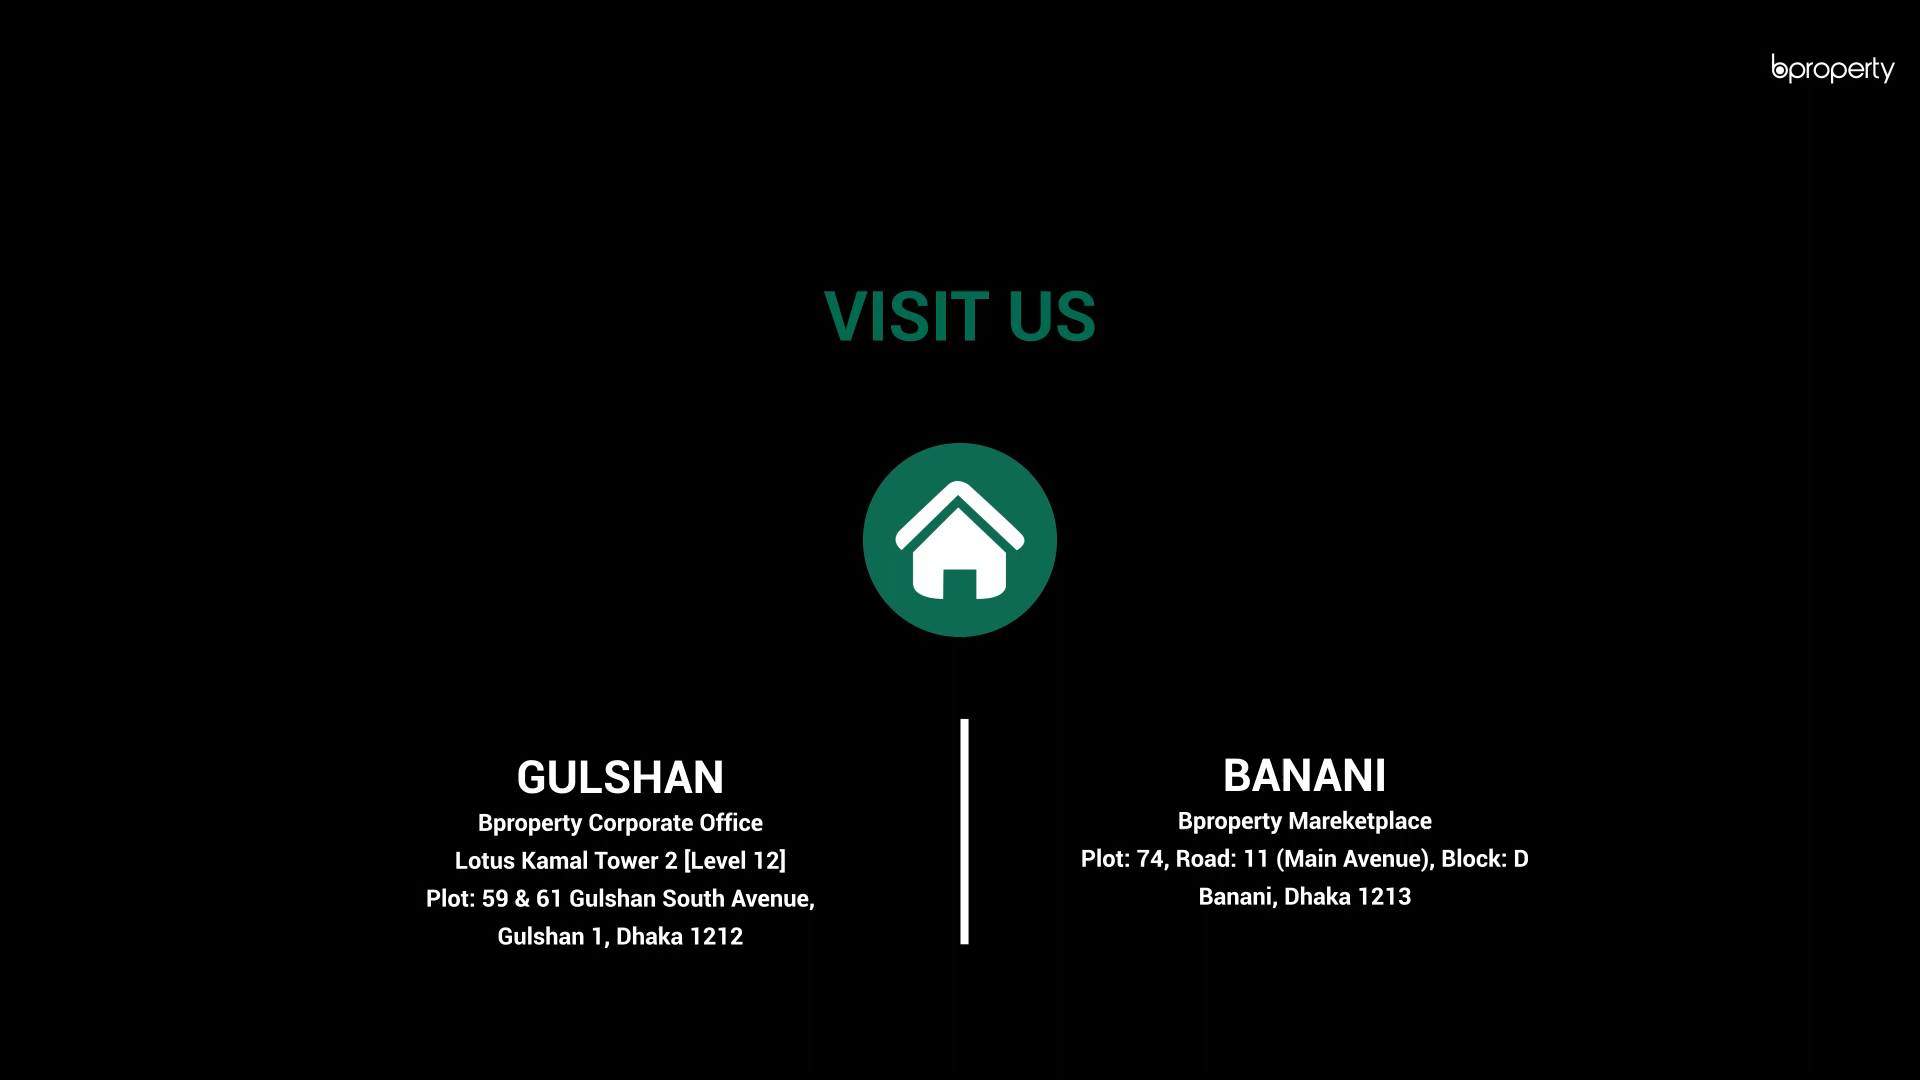 bproperty
VISIT US
GULSHAN
Bproperty Corporate Office
Lotus Kamal Tower 2 [Level 12]
Plot: 59 & 61 Gulshan South Avenue,
Gulshan 1, Dhaka 1212
BANANI
Bproperty Mareketplace
Plot: 74, Road: 11 (Main Avenue), Block: D
Banani, Dhaka 1213